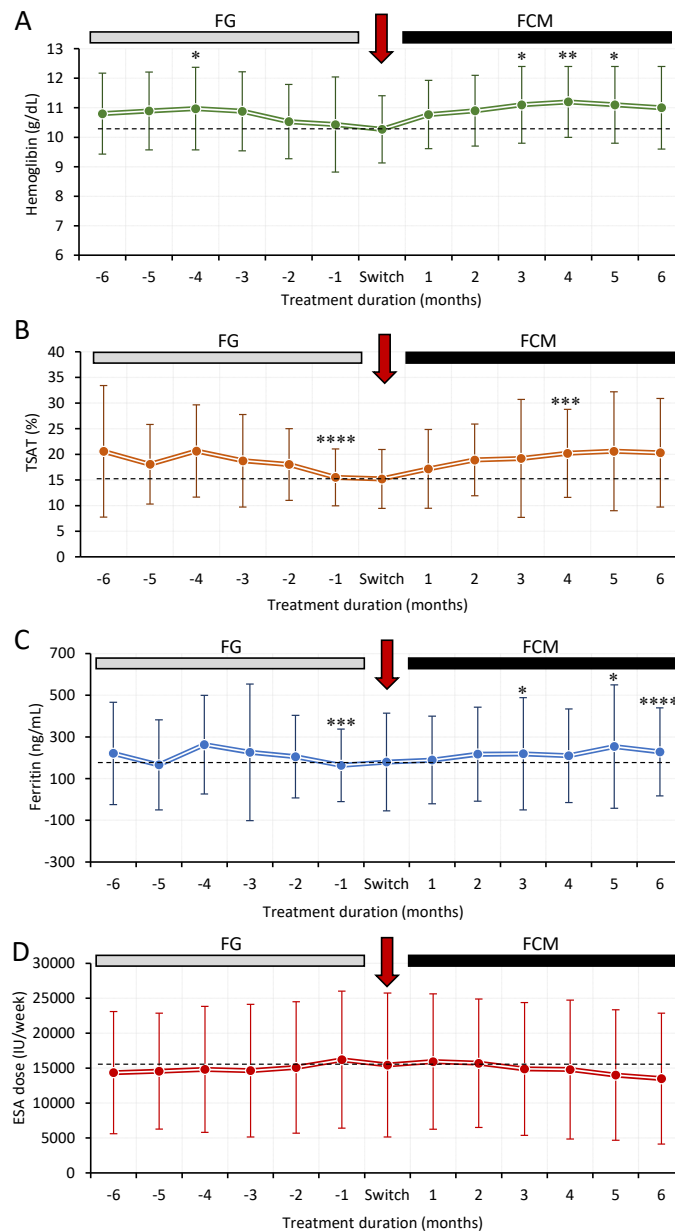 A
FG
FCM
*
*
**
*
Hemoglibin (g/dL)
13
12
11
10
9
8
7
6
-6 -5 -4 -3 -2 -1 Switch 1 2 3 4 5 6
Treatment duration (months)
B
FG
FCM
****
***
TSAT (%)
40
35
30
25
20
15
10
5
0
-6 -5 -4 -3 -2 -1 Switch 1 2 3 4 5 6
Treatment duration (months)
C
FG
FCM
***
*
*
****
Ferritin (ng/mL)
700
500
300
100
-100
-300
-6 -5 -4 -3 -2 -1 Switch 1 2 3 4 5 6
Treatment duration (months)
D
FG
FCM
ESA dose (IU/week)
30000
25000
20000
15000
10000
5000
0
-6 -5 -4 -3 -2 -1 Switch 1 2 3 4 5 6
Treatment duration (months)